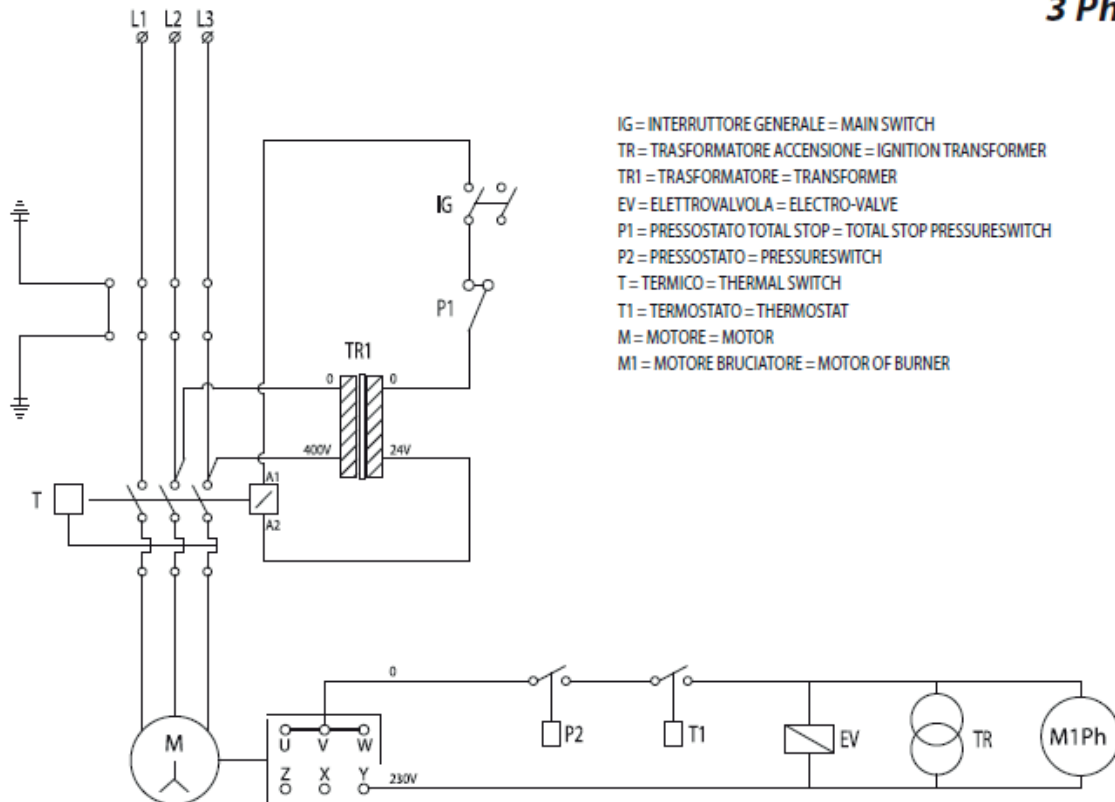 3 Ph
L1 L2 L3
IG = INTERRUTTORE GENERALE = MAIN SWITCH
TR = TRASFORMATORE ACCENSIONE = IGNITION TRANSFORMER
TR1 = TRASFORMATORE = TRANSFORMER
EV = ELETTROVALVOLA = ELECTRO-VALVE
P1 = PRESSOSTATO TOTAL STOP = TOTAL STOP PRESSURESWITCH
P2 = PRESSOSTATO = PRESSURESWITCH
T = TERMICO = THERMAL SWITCH
T1 = TERMOSTATO = THERMOSTAT
M = MOTORE = MOTOR
M1 = MOTORE BRUCIATORE = MOTOR OF BURNER
IG
P1
TR1
0 0
400V 24V
A1
T
A2
0
P2 T1 EV TR M1Ph
M
U V W
Z X Y 230V